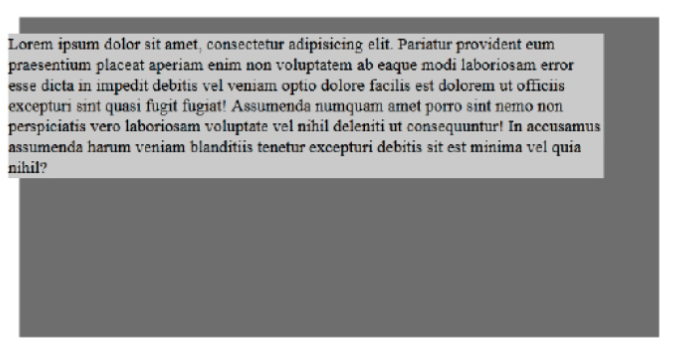 Lorem ipsum dolor sit amet, consectetur adipisicing elit. Pariatur provident eum
praesentium placeat aperiam enim non voluptatem ab eaque modi laboriosam error
esse dicta in impedit debitis vel veniam optio dolore facilis est dolorem ut officiis
excepturi sint quasi fugit fugiat! Assumenda numquam amet porro sint nemo non
perspiciatis vero laboriosam voluptate vel nihil deleniti ut consequuntur! In accusamus
assumenda harum veniam blanditiis tenetur excepturi debitis sit est minima vel quia
nihil?